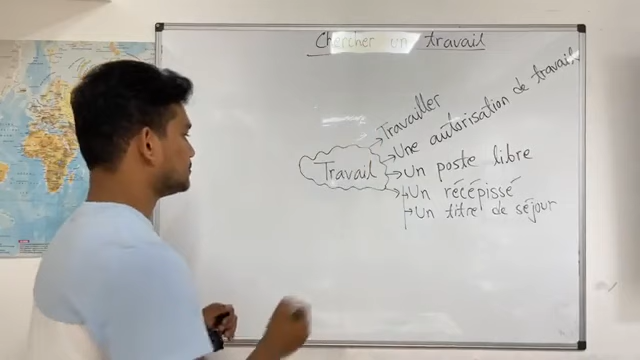 Chercher un travail
Travailler
Une autorisation de travail
Travail
Un poste libre
Un récépissé
Un titre de séjour